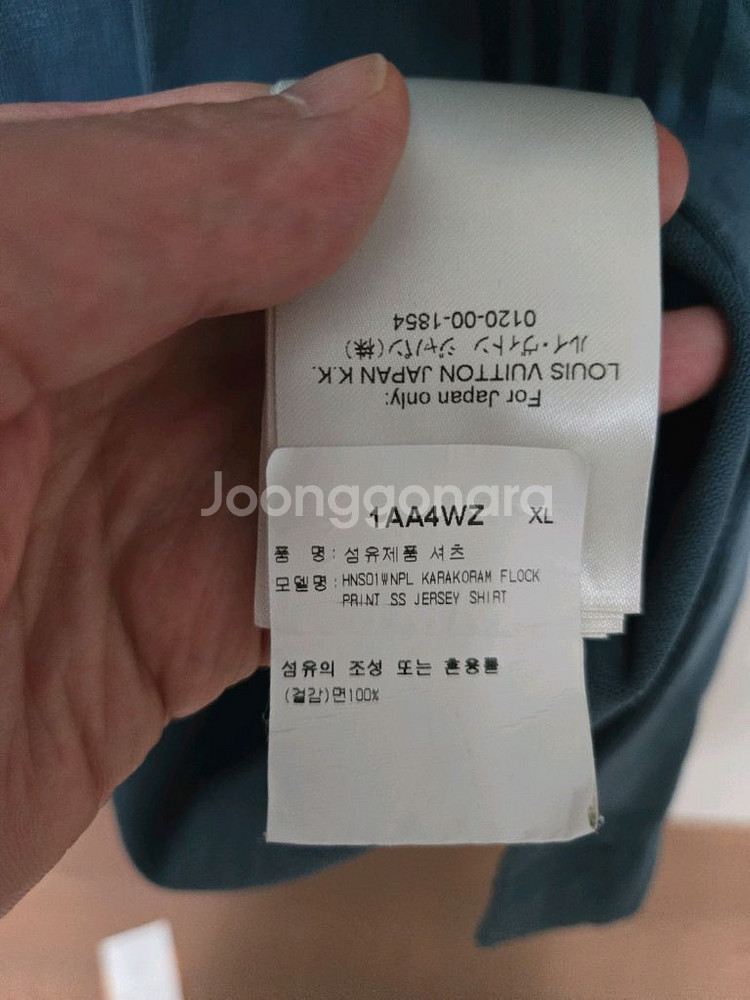 For Japan only:
LOUIS VUITTON JAPAN K.K.
ルイ・ヴィトン ジャパン(株)
0120-00-1854
Joonggonara
1AA4WZ XL
품 명: 섬유제품 셔츠
모델명: HNS01WNPL KARAKORAM FLOCK
PRINT SS JERSEY SHIRT
섬유의 조성 또는 혼용률
(겉감)면100%